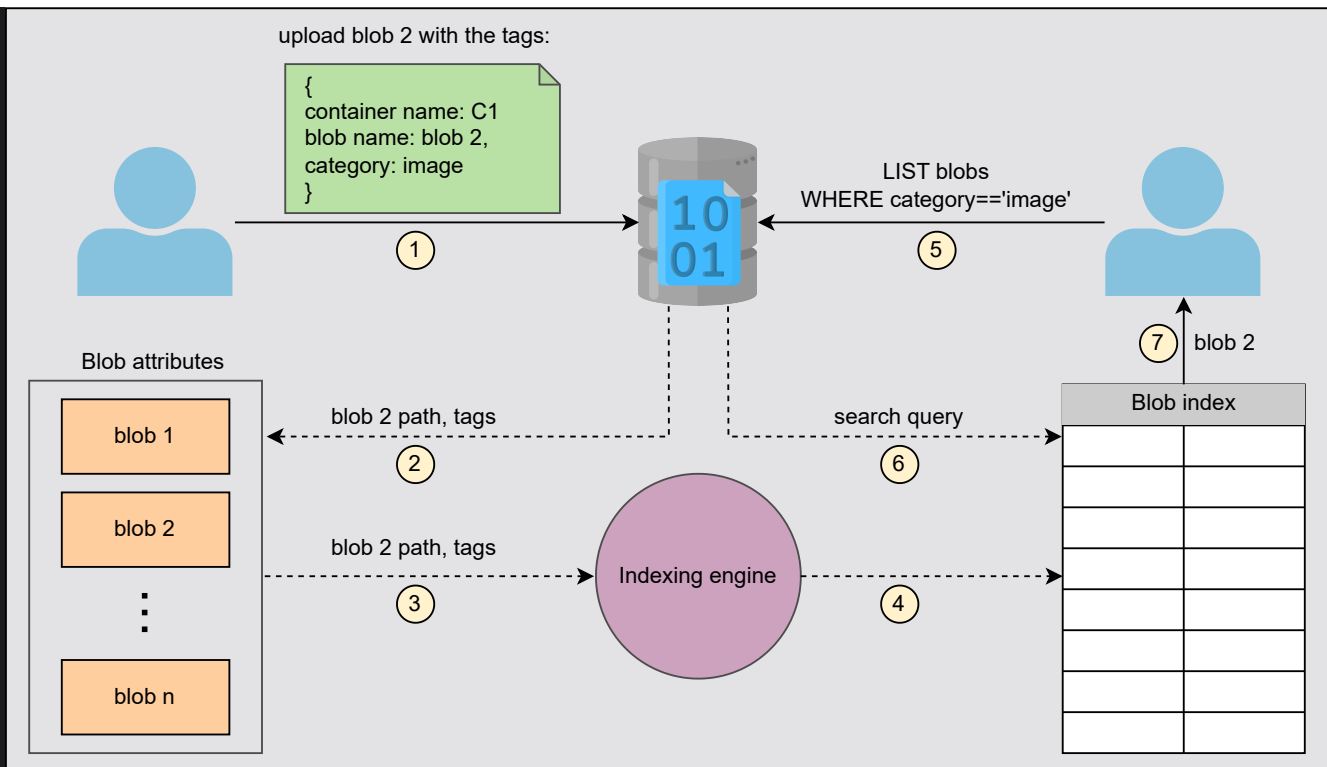 upload blob 2 with the tags:
{
container name: C1
blob name: blob 2,
category: image
}
10
01
LIST blobs
WHERE category=='image'
1
5
7
blob 2
Blob attributes
blob 1
blob 2
blob n
blob 2 path, tags
2
search query
6
Blob index
blob 2 path, tags
3
Indexing engine
4